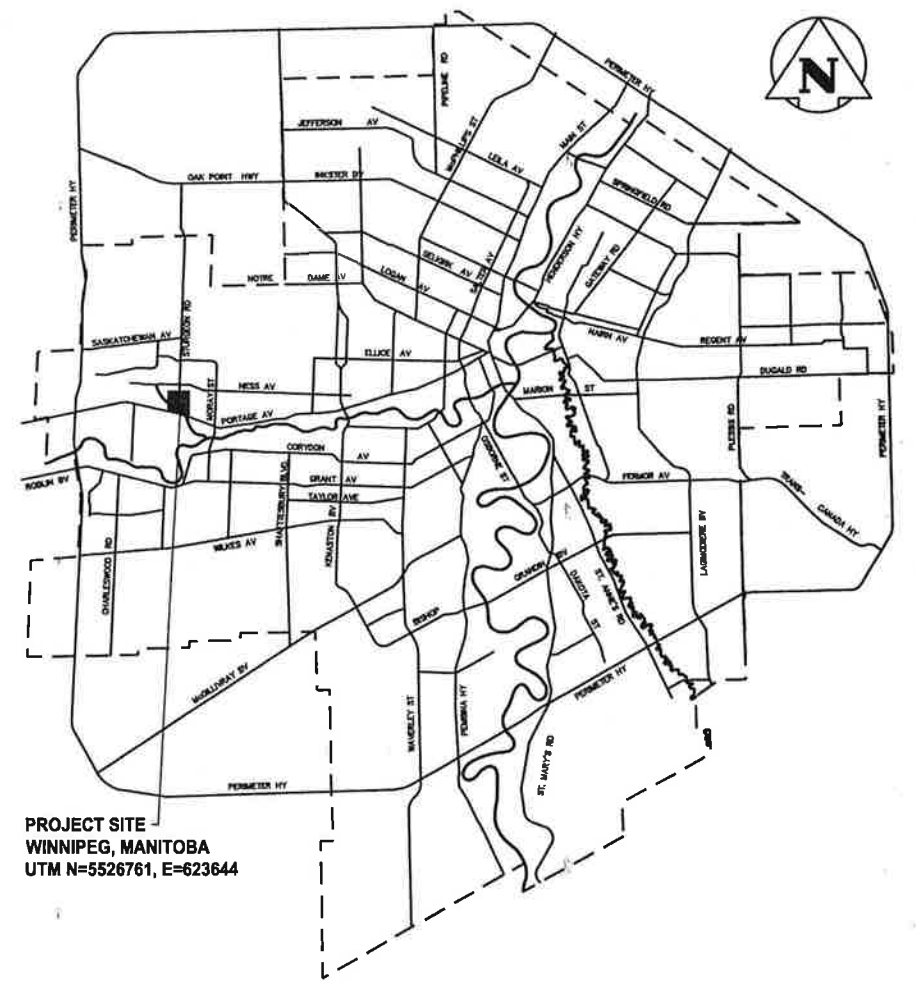 N
PERIMETER HY
PIPELINE RD
McPHILLIPS ST
MAIN ST
JEFFERSON AV
LEILA AV
OAK POINT HWY
INKSTER BV
SPRINGFIELD RD
PERIMETER HY
HENDERSON HY
GATEWAY RD
SELKIRK AV
SALTER AV
NOTRE DAME AV
LOGAN AV
STURGEON RD
SASKATCHEWAN AV
NAIRN AV
REGENT AV
ELLICE AV
DUGALD RD
NESS AV
MORAY ST
MARION ST
PORTAGE AV
PLESSIS RD
PERIMETER HY
OSBORNE ST
CORYDON AV
ROBLIN BV
GRANT AV
FERMOR AV
TRANS-CANADA HY
SHAFTESBURY BLVD
TAYLOR AVE
KENASTON BV
LAGIMODIERE BV
WILKES AV
CHARLESWOOD RD
BISHOP GRANDIN BV
DAKOTA ST
ST. ANNE'S RD
McGILLIVRAY BV
WAVERLEY ST
PEMBINA HY
PERIMETER HY
ST. MARY'S RD
PERIMETER HY
PROJECT SITE
WINNIPEG, MANITOBA
UTM N=5526761, E=623644